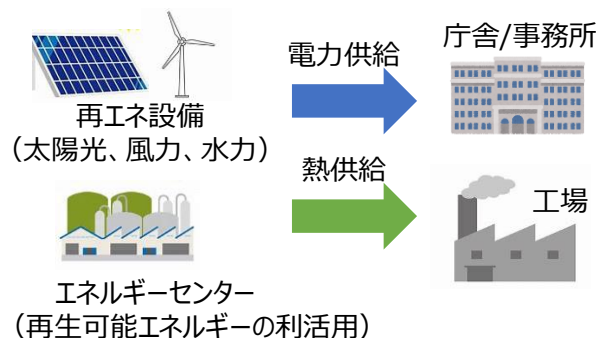 再エネ設備
（太陽光、風力、水力）
電力供給
庁舎/事務所
熱供給
工場
エネルギーセンター
（再生可能エネルギーの利活用）